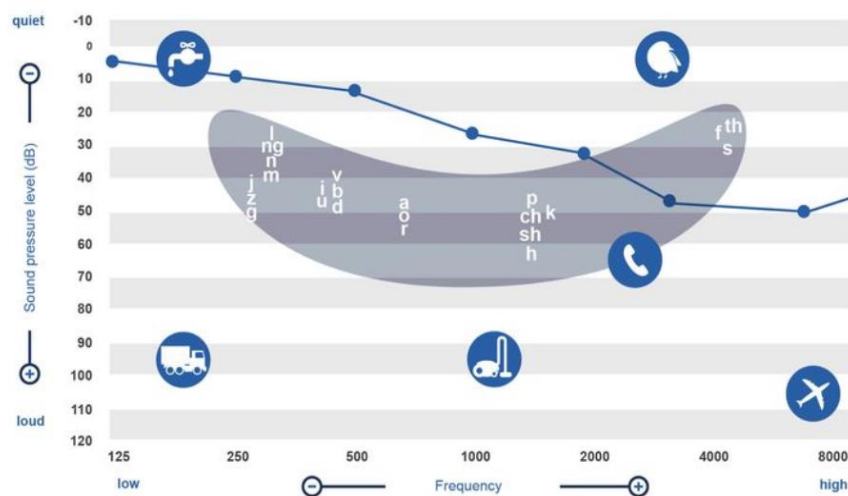 quiet
-10
0
10
20
30
40
50
60
70
80
90
100
110
120
Sound pressure level (dB)
loud
l
ng
n
m
j
z
g
i
u
v
b
d
a
o
r
p
ch k
sh
h
f th
s
125 250 500 1000 2000 4000 8000
low Frequency high